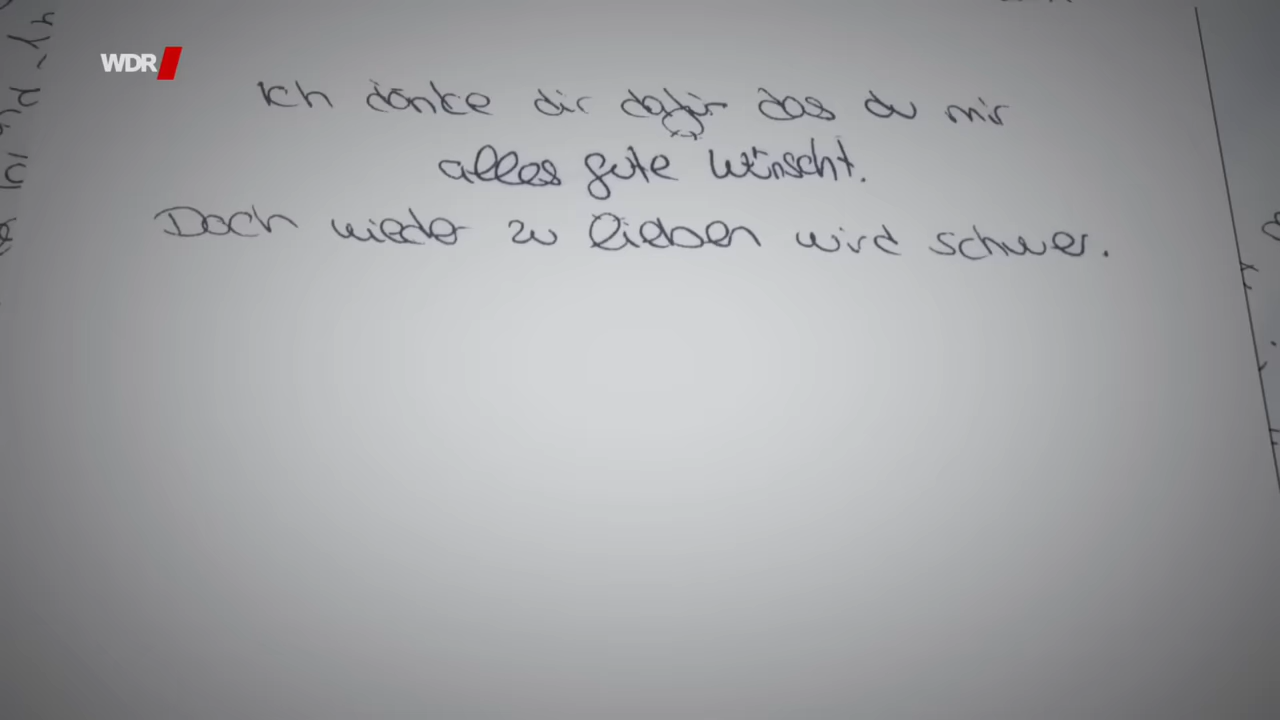 WDR
Ich danke dir dafür das du mir
alles gute wünscht.
Doch wieder zu lieben wird schwer.